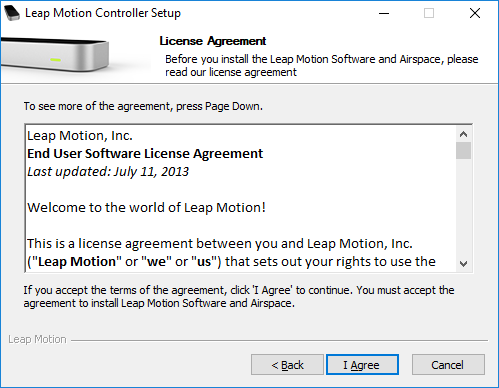 Leap Motion Controller Setup
License Agreement
Before you install the Leap Motion Software and Airspace, please
read our license agreement
To see more of the agreement, press Page Down.
Leap Motion, Inc.
End User Software License Agreement
Last updated: July 11, 2013
Welcome to the world of Leap Motion!
This is a license agreement between you and Leap Motion, Inc.
("Leap Motion" or "we" or "us") that sets out your rights to use the
If you accept the terms of the agreement, click 'I Agree' to continue. You must accept the
agreement to install Leap Motion Software and Airspace.
Leap Motion
< Back
I Agree
Cancel